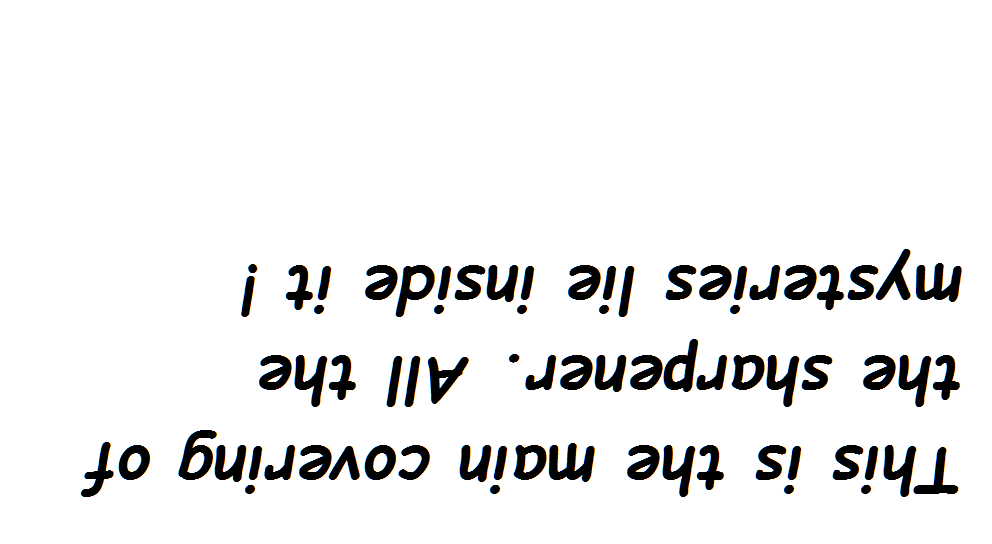 This is the main covering of
the sharpener. All the
mysteries lie inside it !